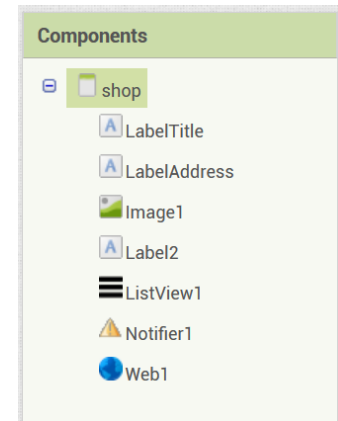 Components
shop
LabelTitle
LabelAddress
Image1
Label2
ListView1
Notifier1
Web1